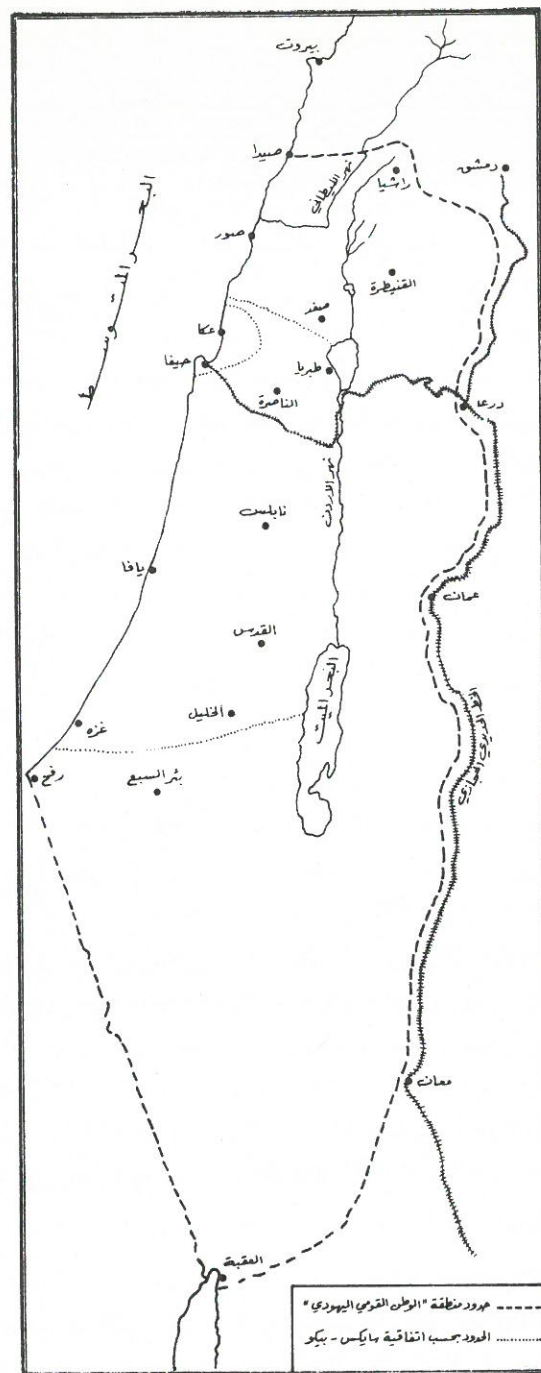 بيروت
صيدا
دمشق
راشيا
نهر الليطاني
البحر المتوسط
صور
القنيطرة
صفد
عكا
حيفا
طبريا
الناصرة
درعا
نهر الاردن
نابلس
يافا
عمان
القدس
البحر الميت
الخليل
غزه
الخط الحديدي الحجازي
رفح
بئر السبع
معان
العقبة
حدود منطقة "الوطن القومي اليهودي"
الحدود بحسب اتفاقية سايكس - بيكو